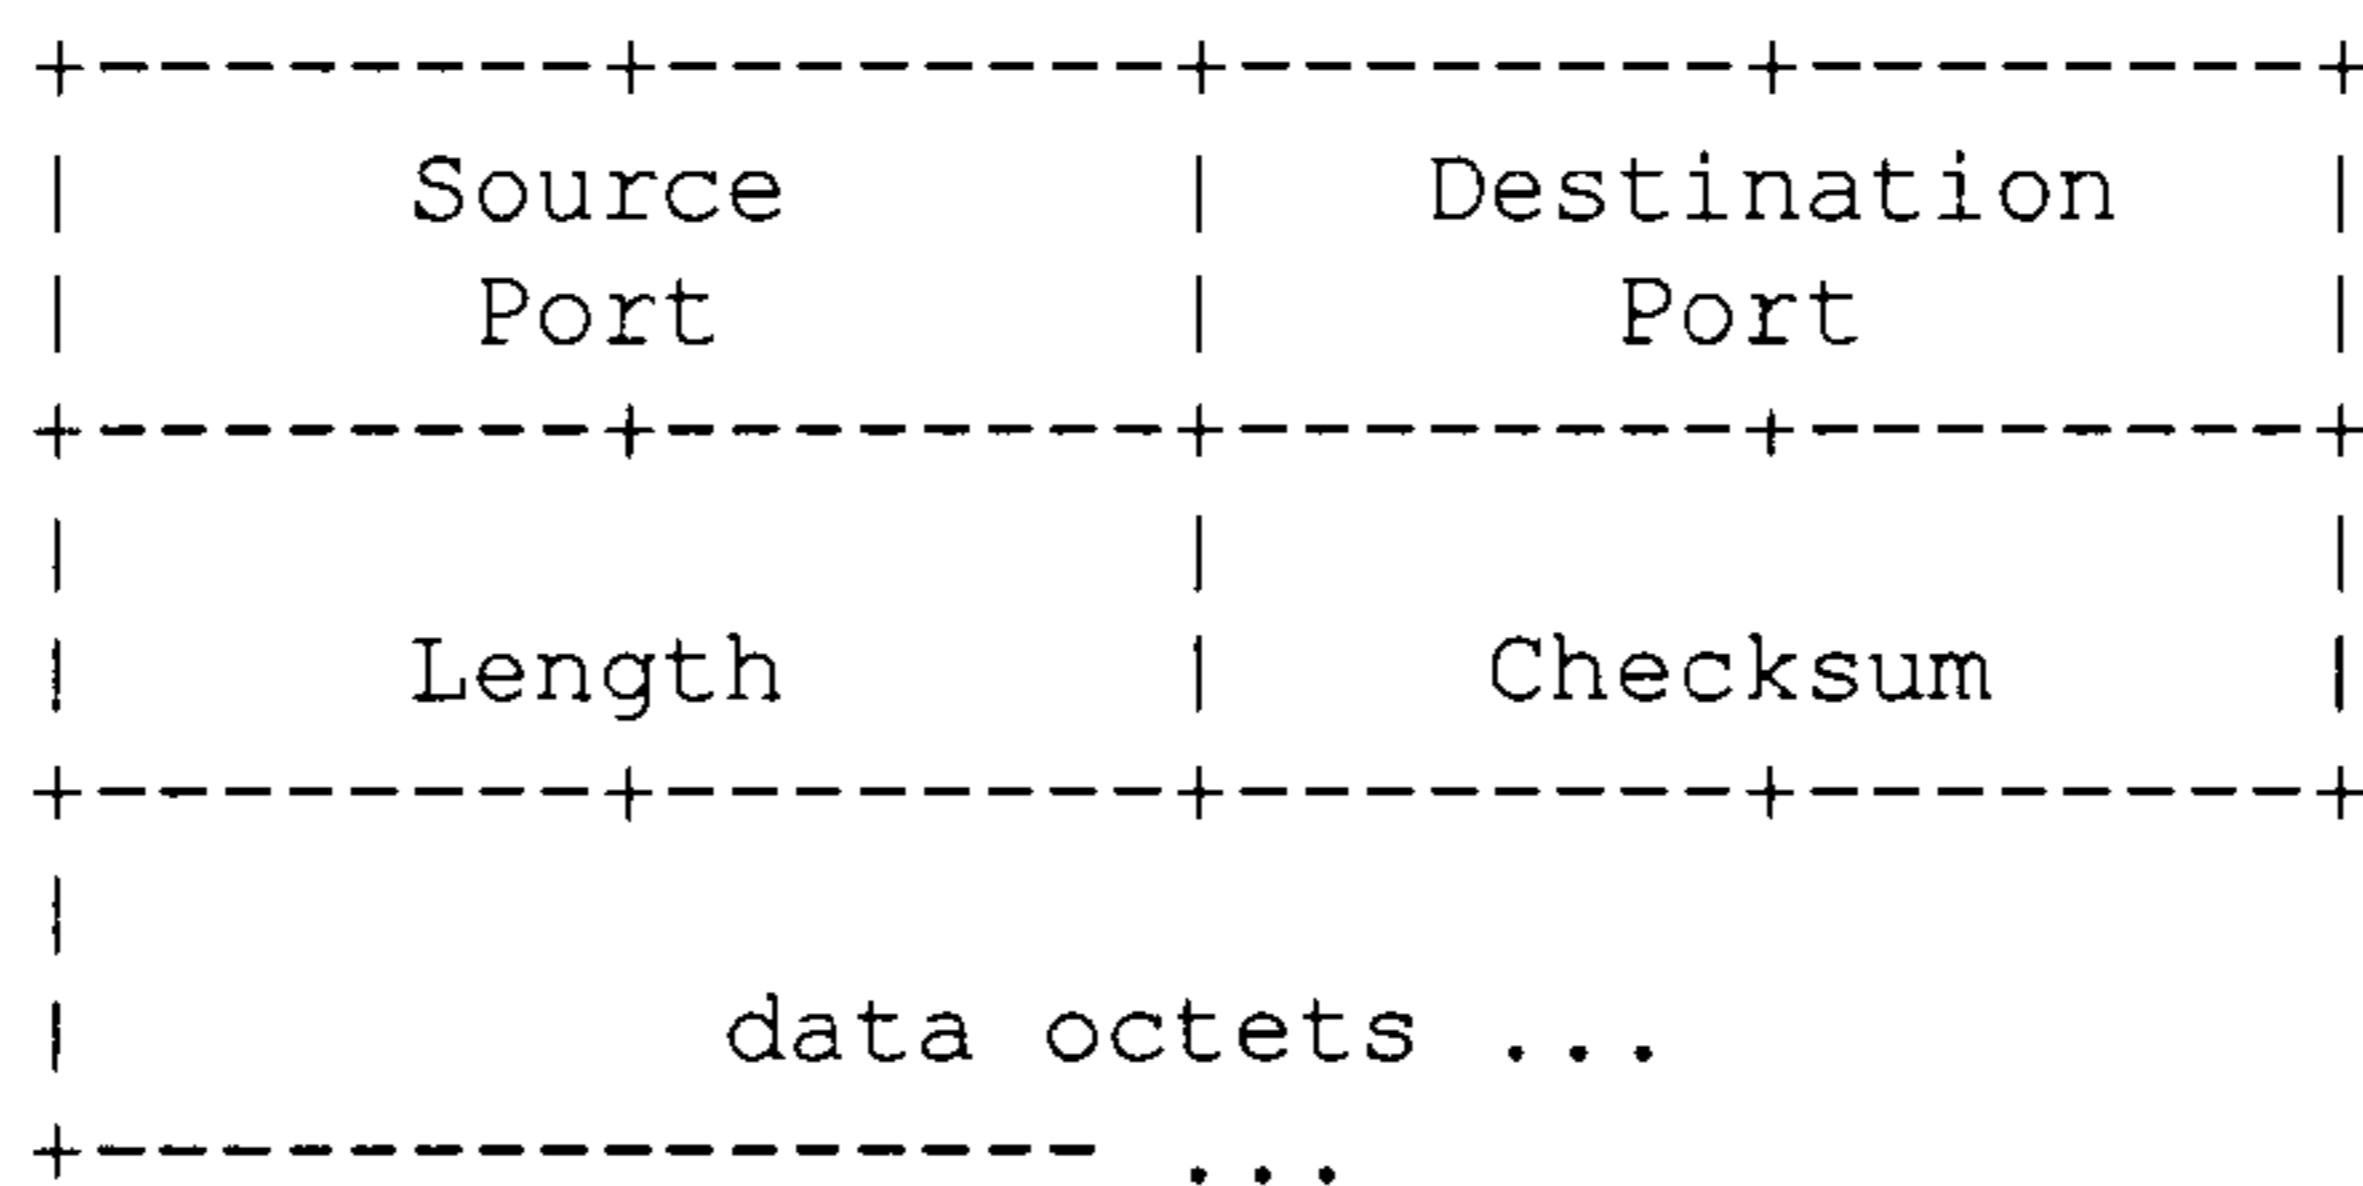 +--------+--------+--------+--------+
|     Source      |   Destination   |
|      Port       |      Port       |
+--------+--------+--------+--------+
|                 |                 |
|     Length      |    Checksum     |
+--------+--------+--------+--------+
|
|          data octets ...
+---------------- ...